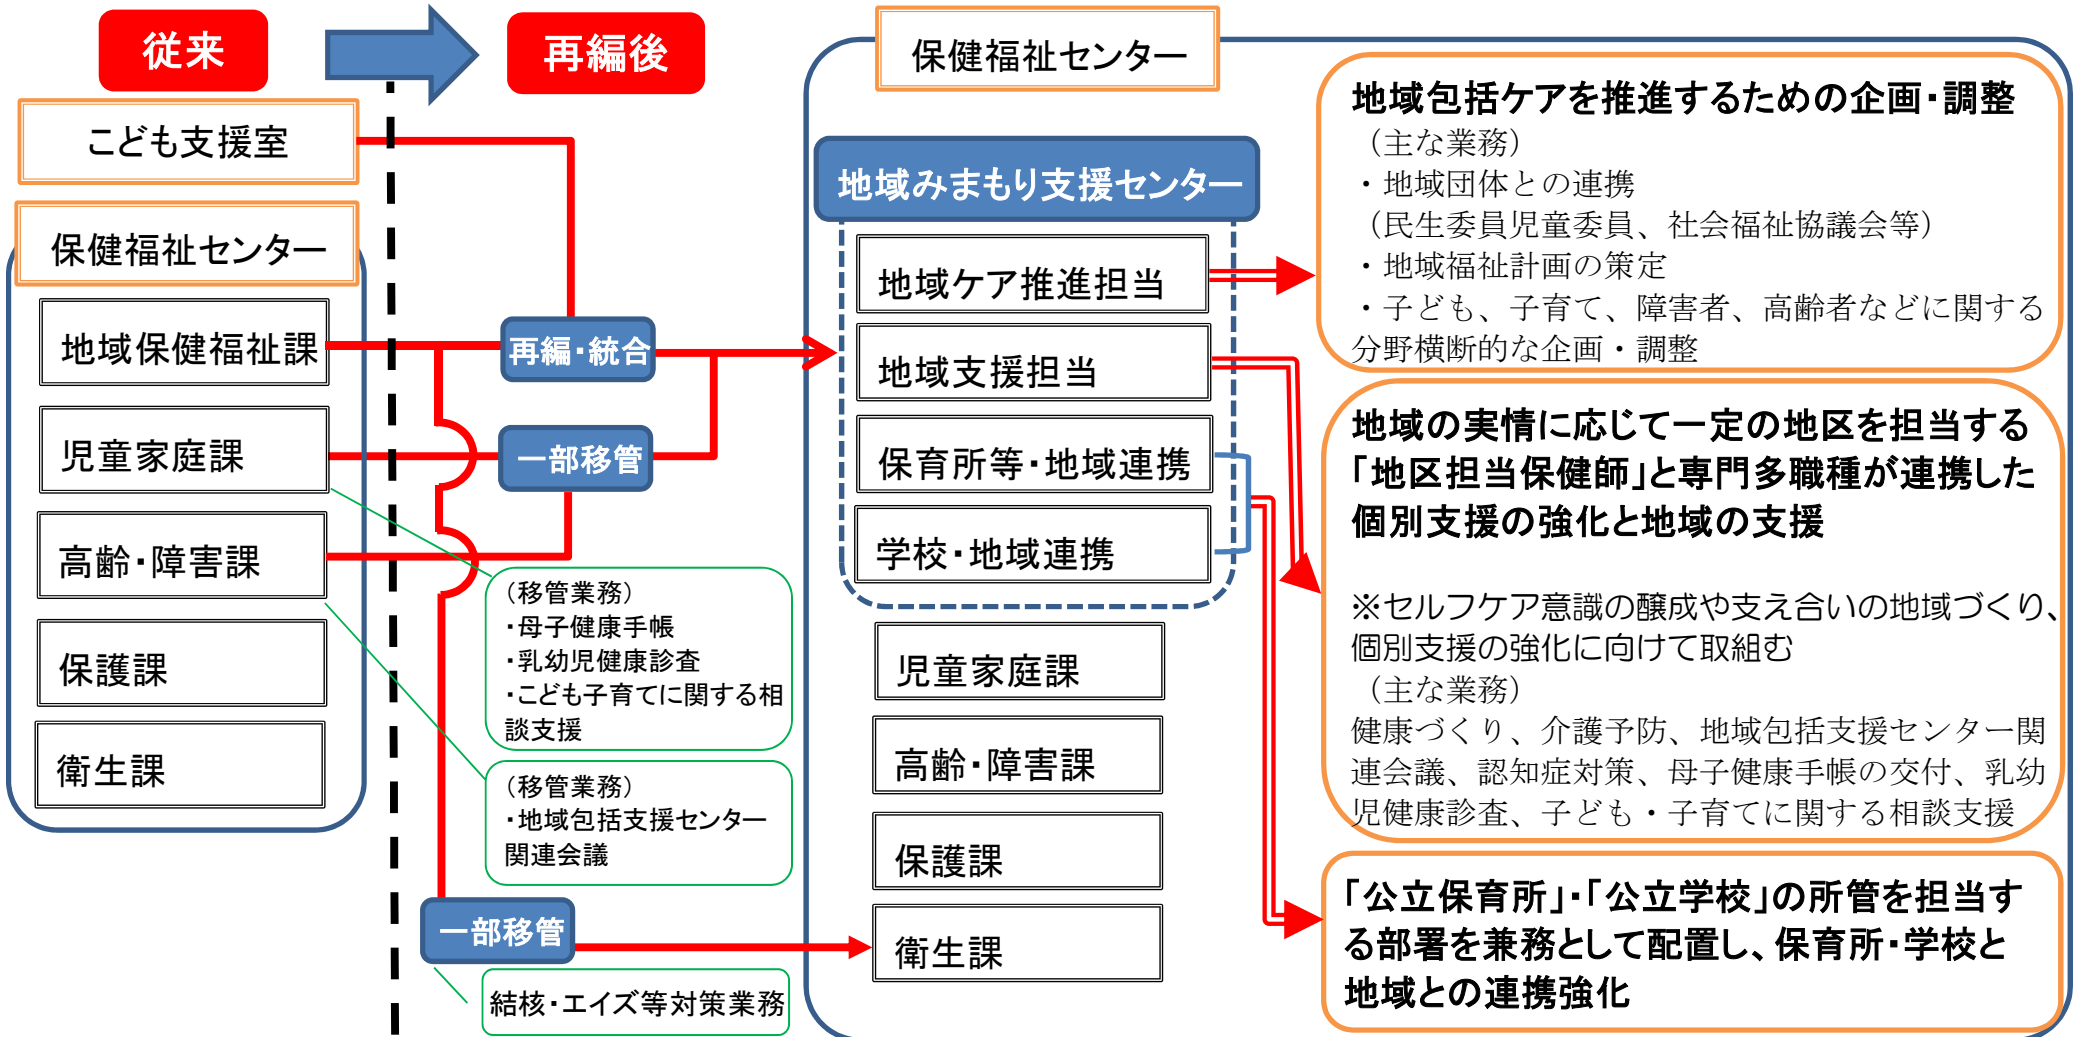 従来
再編後
こども支援室
保健福祉センター
地域保健福祉課
児童家庭課
高齢・障害課
保護課
衛生課
再編・統合
一部移管
(移管業務)
・母子健康手帳
・乳幼児健康診査
・こども子育てに関する相
談支援
(移管業務)
・地域包括支援センター
関連会議
一部移管
結核・エイズ等対策業務
保健福祉センター
地域みまもり支援センター
地域ケア推進担当
地域支援担当
保育所等・地域連携
学校・地域連携
児童家庭課
高齢・障害課
保護課
衛生課
地域包括ケアを推進するための企画・調整
（主な業務）
・地域団体との連携
（民生委員児童委員、社会福祉協議会等）
・地域福祉計画の策定
・子ども、子育て、障害者、高齢者などに関する
分野横断的な企画・調整
地域の実情に応じて一定の地区を担当する
「地区担当保健師」と専門多職種が連携した
個別支援の強化と地域の支援
※セルフケア意識の醸成や支え合いの地域づくり、
個別支援の強化に向けて取組む
（主な業務）
健康づくり、介護予防、地域包括支援センター関
連会議、認知症対策、母子健康手帳の交付、乳幼
児健康診査、子ども・子育てに関する相談支援
「公立保育所」・「公立学校」の所管を担当す
る部署を兼務として配置し、保育所・学校と
地域との連携強化